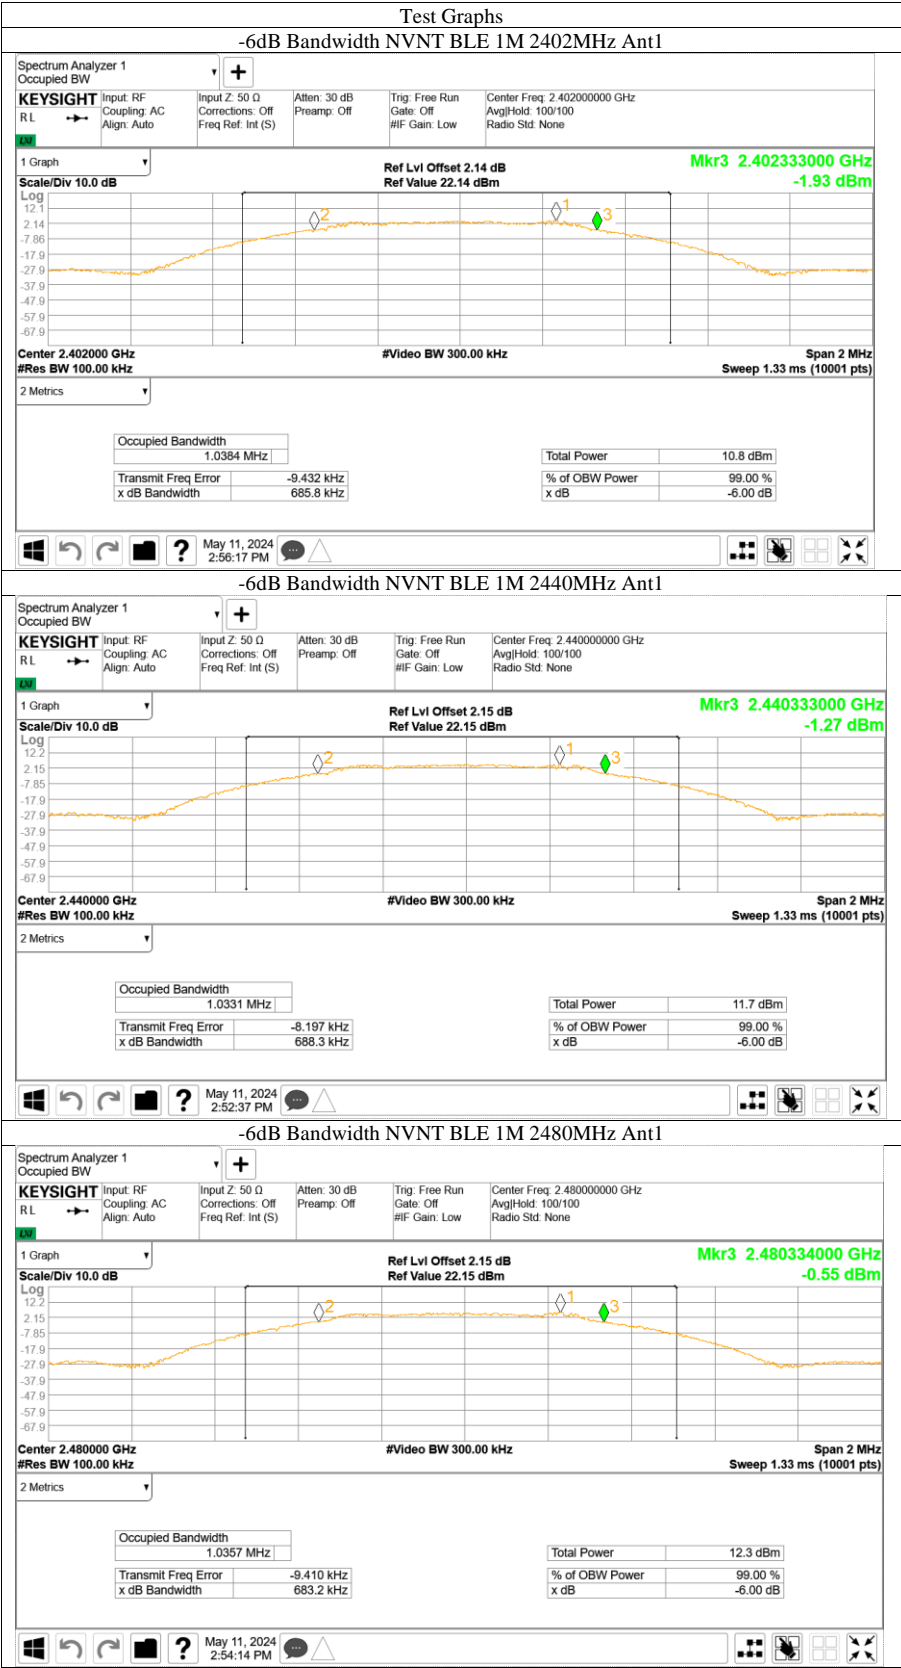 Test Graphs
-6dB Bandwidth NVNT BLE 1M 2402MHz Ant1
Spectrum Analyzer 1
Occupied BW
KEYSIGHT Input: RF Input Z: 50 Ω Atten: 30 dB Trig: Free Run Center Freq: 2.402000000 GHz
RL Coupling: AC Corrections: Off Preamp: Off Gate: Off Avg|Hold: 100/100
Align: Auto Freq Ref: Int (S) #IF Gain: Low Radio Std: None
LXI
1 Graph
Ref Lvl Offset 2.14 dB Mkr3 2.402333000 GHz
Scale/Div 10.0 dB Ref Value 22.14 dBm -1.93 dBm
Log
12.1
2.14
-7.86
-17.9
-27.9
-37.9
-47.9
-57.9
-67.9
2 1 3
Center 2.402000 GHz #Video BW 300.00 kHz Span 2 MHz
#Res BW 100.00 kHz Sweep 1.33 ms (10001 pts)
2 Metrics
Occupied Bandwidth
1.0384 MHz Total Power 10.8 dBm
Transmit Freq Error -9.432 kHz % of OBW Power 99.00 %
x dB Bandwidth 685.8 kHz x dB -6.00 dB
May 11, 2024
2:56:17 PM
-6dB Bandwidth NVNT BLE 1M 2440MHz Ant1
Spectrum Analyzer 1
Occupied BW
KEYSIGHT Input: RF Input Z: 50 Ω Atten: 30 dB Trig: Free Run Center Freq: 2.440000000 GHz
RL Coupling: AC Corrections: Off Preamp: Off Gate: Off Avg|Hold: 100/100
Align: Auto Freq Ref: Int (S) #IF Gain: Low Radio Std: None
LXI
1 Graph
Ref Lvl Offset 2.15 dB Mkr3 2.440333000 GHz
Scale/Div 10.0 dB Ref Value 22.15 dBm -1.27 dBm
Log
12.2
2.15
-7.85
-17.9
-27.9
-37.9
-47.9
-57.9
-67.9
2 1 3
Center 2.440000 GHz #Video BW 300.00 kHz Span 2 MHz
#Res BW 100.00 kHz Sweep 1.33 ms (10001 pts)
2 Metrics
Occupied Bandwidth
1.0331 MHz Total Power 11.7 dBm
Transmit Freq Error -8.197 kHz % of OBW Power 99.00 %
x dB Bandwidth 688.3 kHz x dB -6.00 dB
May 11, 2024
2:52:37 PM
-6dB Bandwidth NVNT BLE 1M 2480MHz Ant1
Spectrum Analyzer 1
Occupied BW
KEYSIGHT Input: RF Input Z: 50 Ω Atten: 30 dB Trig: Free Run Center Freq: 2.480000000 GHz
RL Coupling: AC Corrections: Off Preamp: Off Gate: Off Avg|Hold: 100/100
Align: Auto Freq Ref: Int (S) #IF Gain: Low Radio Std: None
LXI
1 Graph
Ref Lvl Offset 2.15 dB Mkr3 2.480334000 GHz
Scale/Div 10.0 dB Ref Value 22.15 dBm -0.55 dBm
Log
12.2
2.15
-7.85
-17.9
-27.9
-37.9
-47.9
-57.9
-67.9
2 1 3
Center 2.480000 GHz #Video BW 300.00 kHz Span 2 MHz
#Res BW 100.00 kHz Sweep 1.33 ms (10001 pts)
2 Metrics
Occupied Bandwidth
1.0357 MHz Total Power 12.3 dBm
Transmit Freq Error -9.410 kHz % of OBW Power 99.00 %
x dB Bandwidth 683.2 kHz x dB -6.00 dB
May 11, 2024
2:54:14 PM